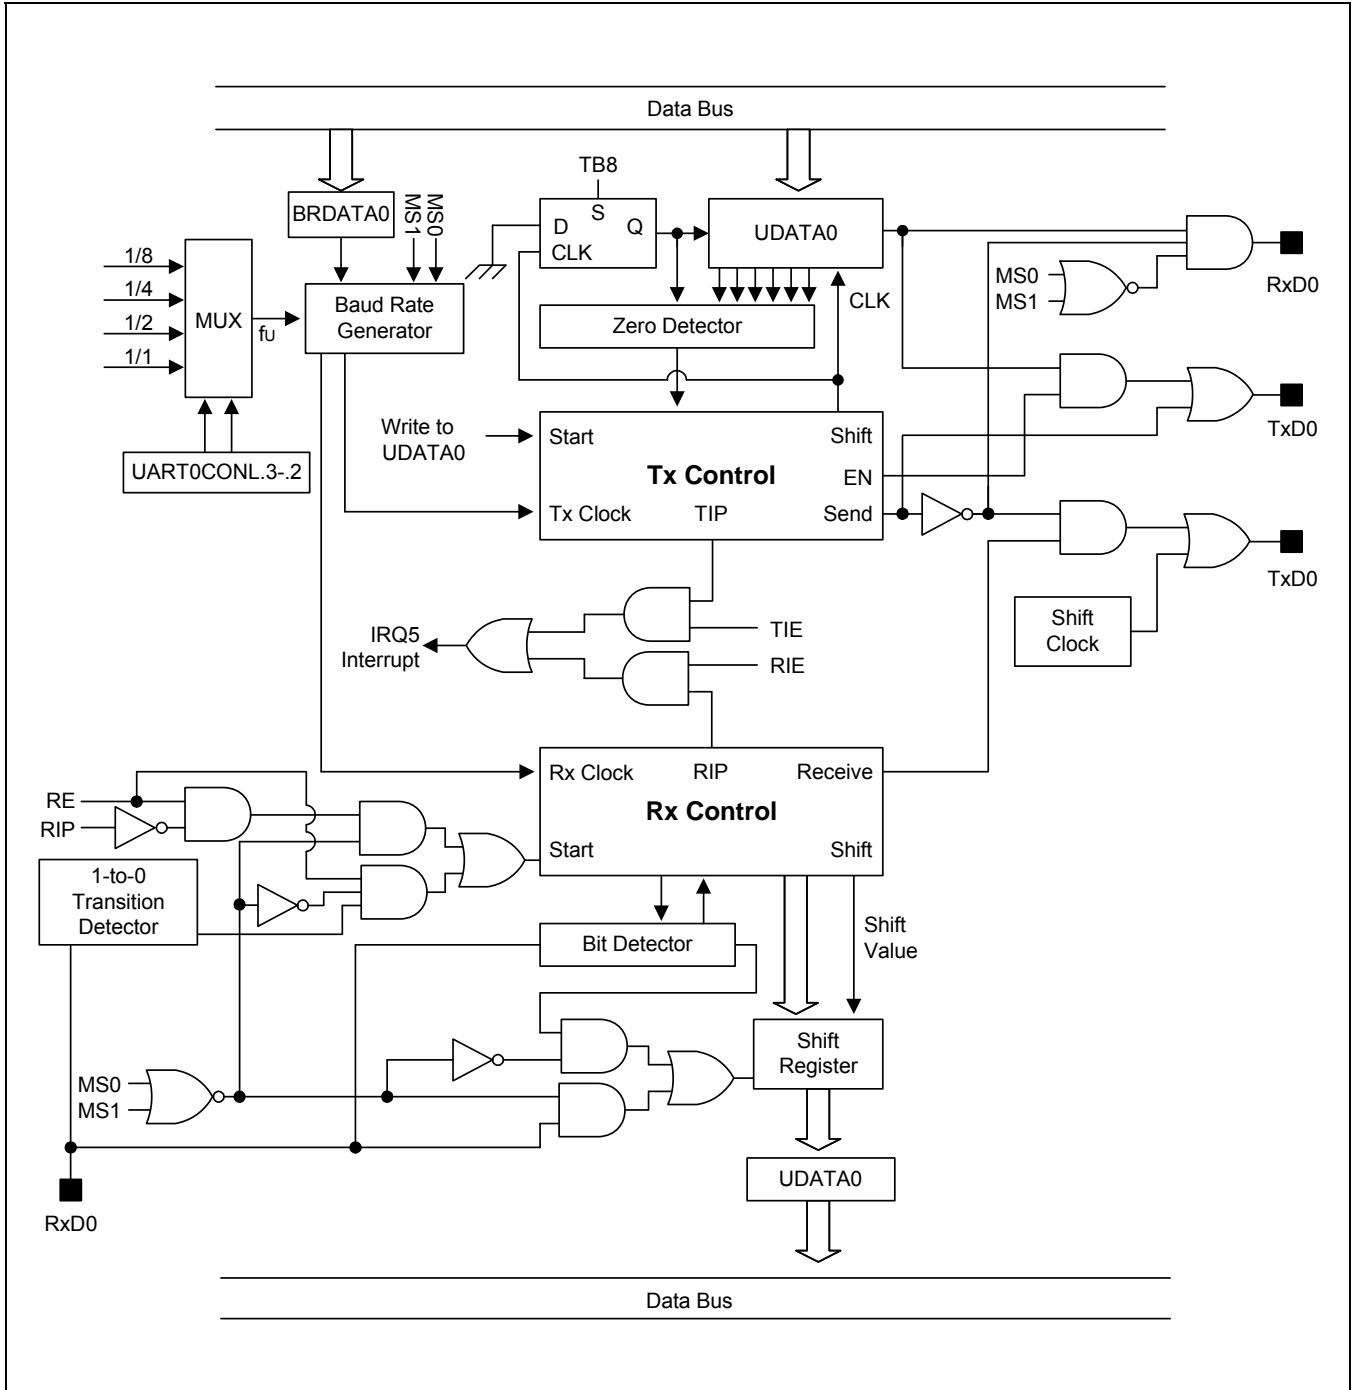 Data Bus
TB8
BRDATA0
MS1
MS0
D
S
Q
CLK
UDATA0
1/8
1/4
1/2
1/1
MUX
fU
Baud Rate
Generator
Zero Detector
CLK
MS0
MS1
RxD0
UART0CONL.3-.2
Write to
UDATA0
Start
Shift
Tx Control
EN
Tx Clock
TIP
Send
TxD0
TxD0
Shift
Clock
IRQ5
Interrupt
TIE
RIE
Rx Clock
RIP
Receive
Rx Control
Start
Shift
RE
RIP
1-to-0
Transition
Detector
Bit Detector
Shift
Value
Shift
Register
MS0
MS1
RxD0
UDATA0
Data Bus